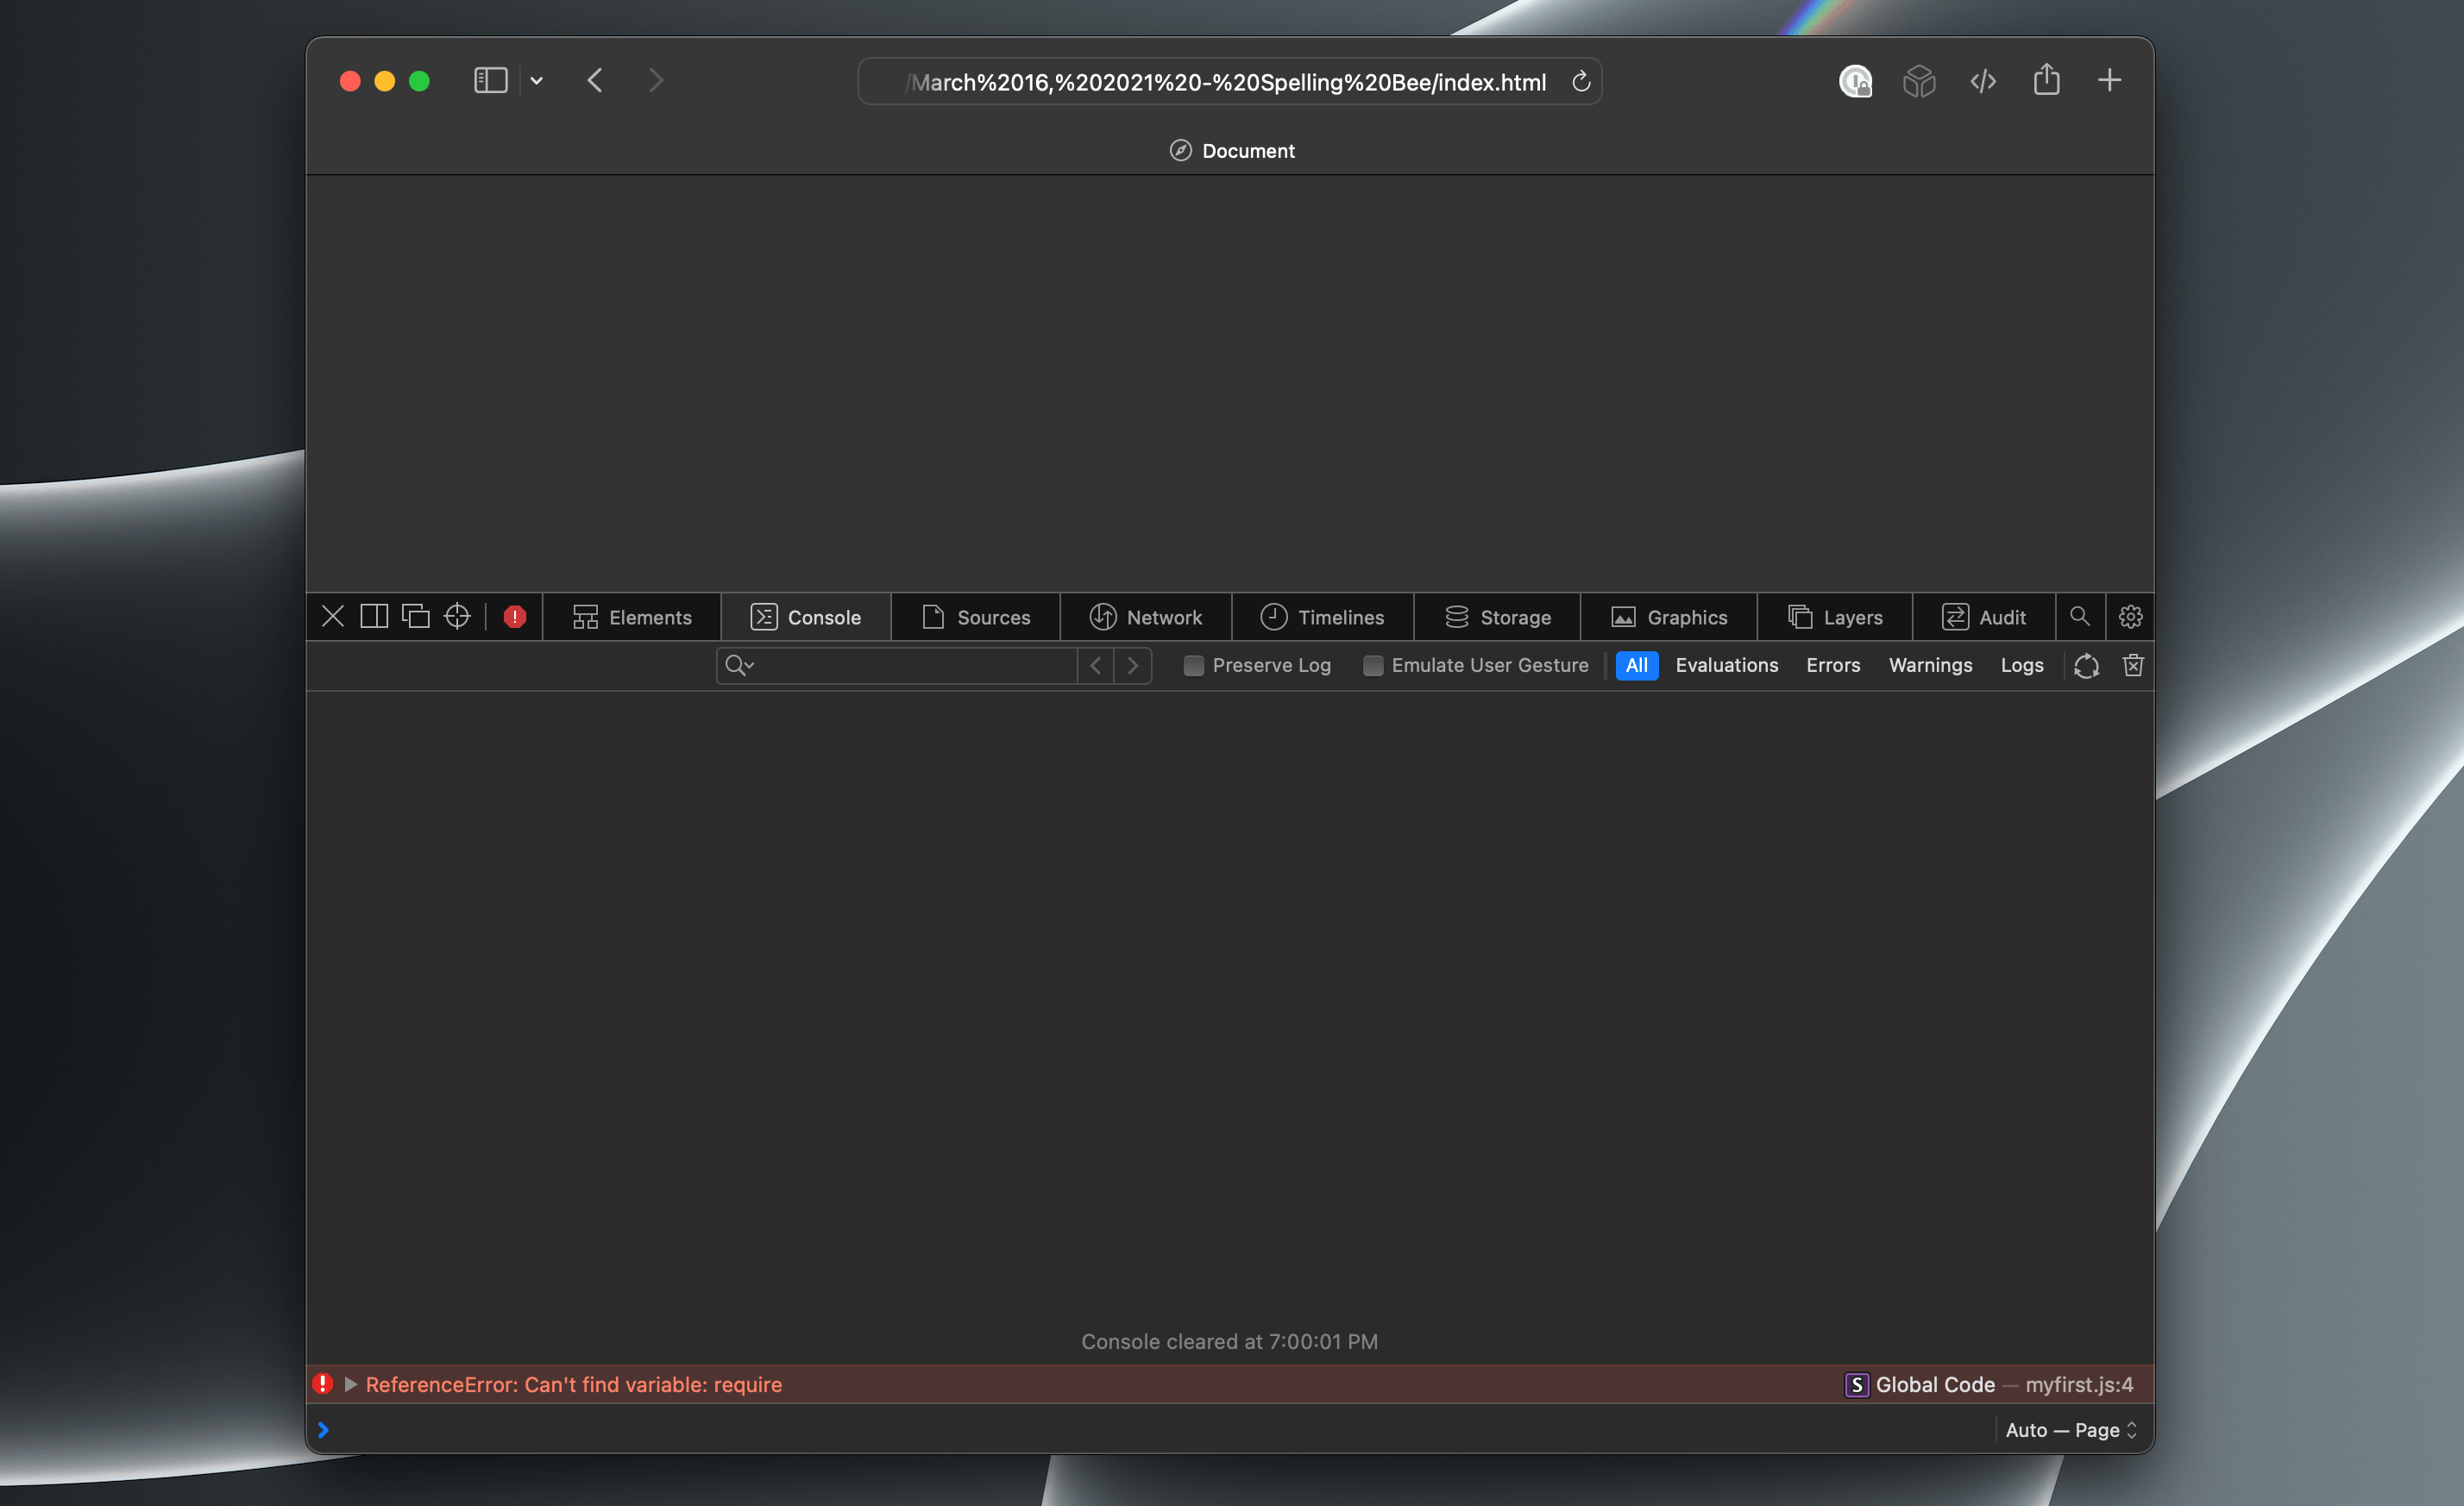 /March%2016,%202021%20-%20Spelling%20Bee/index.html
Document
Elements Console Sources Network Timelines Storage Graphics Layers Audit
Preserve Log Emulate User Gesture All Evaluations Errors Warnings Logs
Console cleared at 7:00:01 PM
ReferenceError: Can't find variable: require S Global Code — myfirst.js:4
Auto — Page